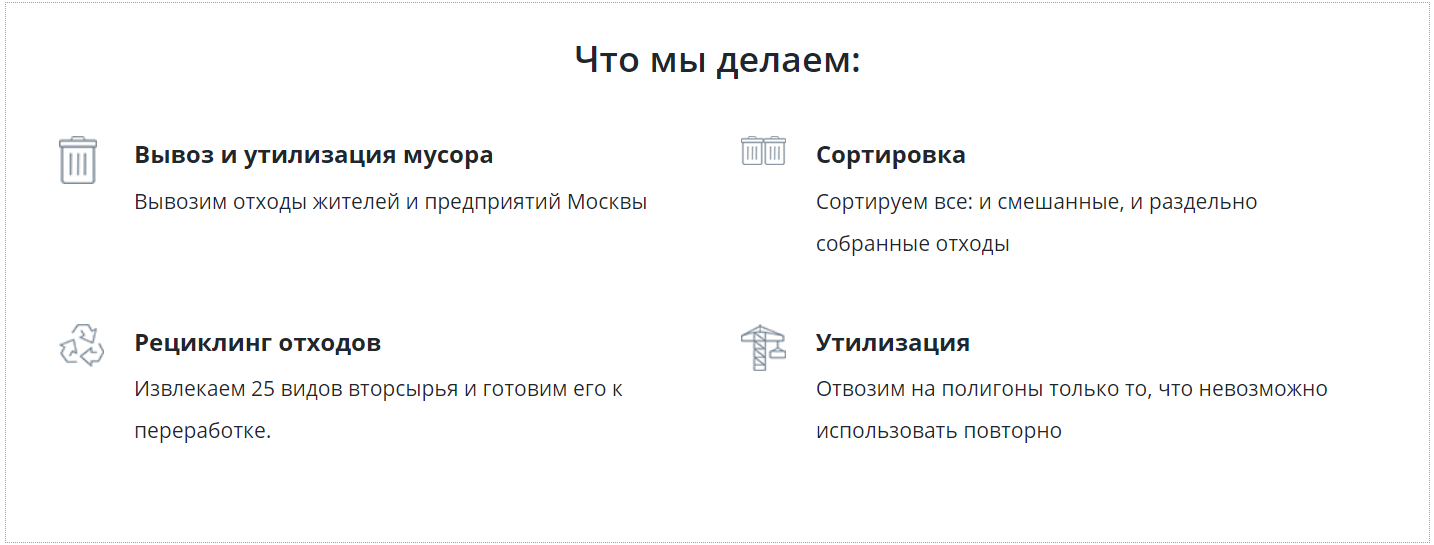 Что мы делаем:
Вывоз и утилизация мусора
Вывозим отходы жителей и предприятий Москвы
Сортировка
Сортируем все: и смешанные, и раздельно
собранные отходы
Рециклинг отходов
Извлекаем 25 видов вторсырья и готовим его к
переработке.
Утилизация
Отвозим на полигоны только то, что невозможно
использовать повторно